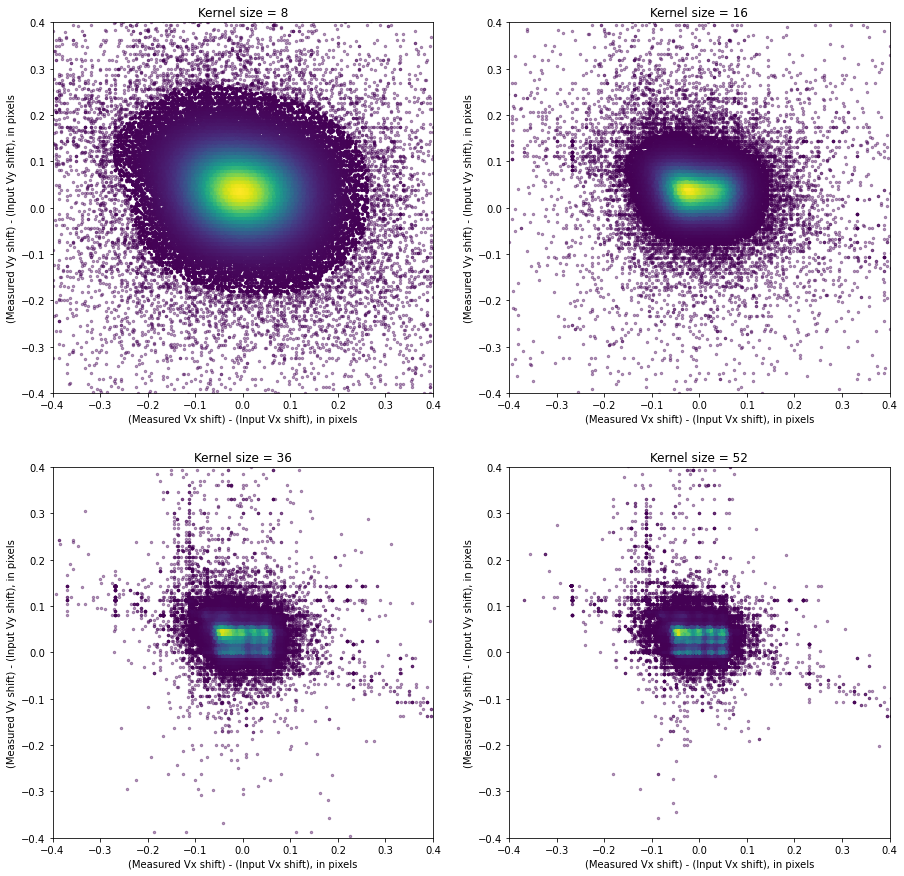 Kernel size = 8
0.4
0.3
0.2
0.1
0.0
−0.1
−0.2
−0.3
−0.4
(Measured Vy shift) - (Input Vy shift), in pixels
−0.4 −0.3 −0.2 −0.1 0.0 0.1 0.2 0.3 0.4
(Measured Vx shift) - (Input Vx shift), in pixels
Kernel size = 16
0.4
0.3
0.2
0.1
0.0
−0.1
−0.2
−0.3
−0.4
(Measured Vy shift) - (Input Vy shift), in pixels
−0.4 −0.3 −0.2 −0.1 0.0 0.1 0.2 0.3 0.4
(Measured Vx shift) - (Input Vx shift), in pixels
Kernel size = 36
0.4
0.3
0.2
0.1
0.0
−0.1
−0.2
−0.3
−0.4
(Measured Vy shift) - (Input Vy shift), in pixels
−0.4 −0.3 −0.2 −0.1 0.0 0.1 0.2 0.3 0.4
(Measured Vx shift) - (Input Vx shift), in pixels
Kernel size = 52
0.4
0.3
0.2
0.1
0.0
−0.1
−0.2
−0.3
−0.4
(Measured Vy shift) - (Input Vy shift), in pixels
−0.4 −0.3 −0.2 −0.1 0.0 0.1 0.2 0.3 0.4
(Measured Vx shift) - (Input Vx shift), in pixels